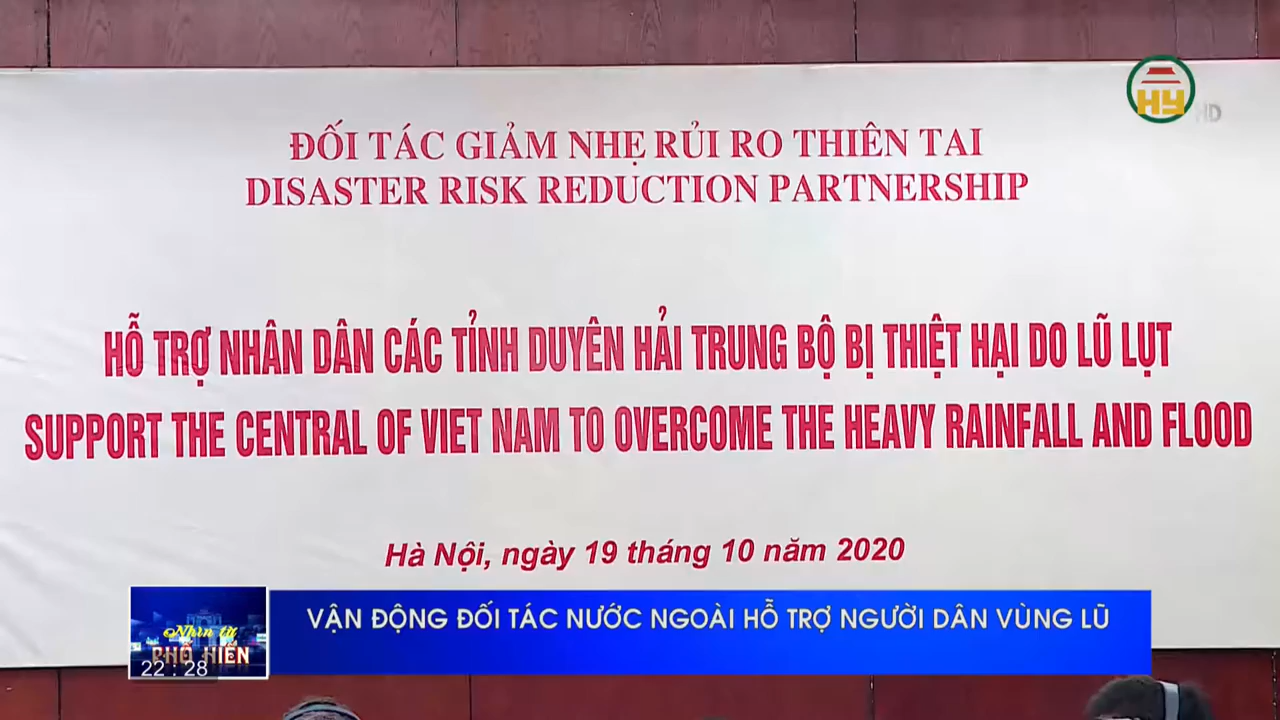 HY HD
ĐỐI TÁC GIẢM NHẸ RỦI RO THIÊN TAI
DISASTER RISK REDUCTION PARTNERSHIP
HỖ TRỢ NHÂN DÂN CÁC TỈNH DUYÊN HẢI TRUNG BỘ BỊ THIỆT HẠI DO LŨ LỤT
SUPPORT THE CENTRAL OF VIET NAM TO OVERCOME THE HEAVY RAINFALL AND FLOOD
Hà Nội, ngày 19 tháng 10 năm 2020
VẬN ĐỘNG ĐỐI TÁC NƯỚC NGOÀI HỖ TRỢ NGƯỜI DÂN VÙNG LŨ
Nhìn từ
PHỐ HIẾN
22 : 28